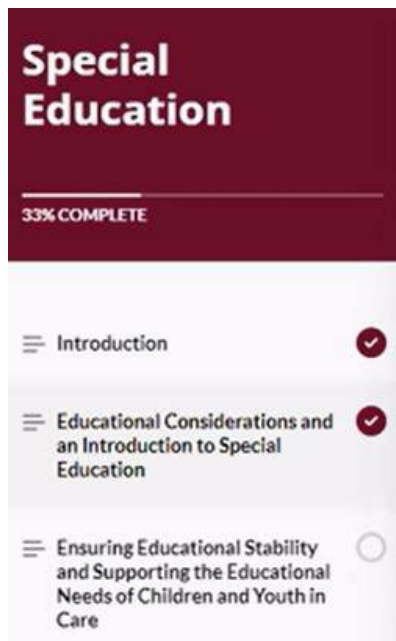 Special
Education
33% COMPLETE
Introduction
Educational Considerations and
an Introduction to Special
Education
Ensuring Educational Stability
and Supporting the Educational
Needs of Children and Youth in
Care